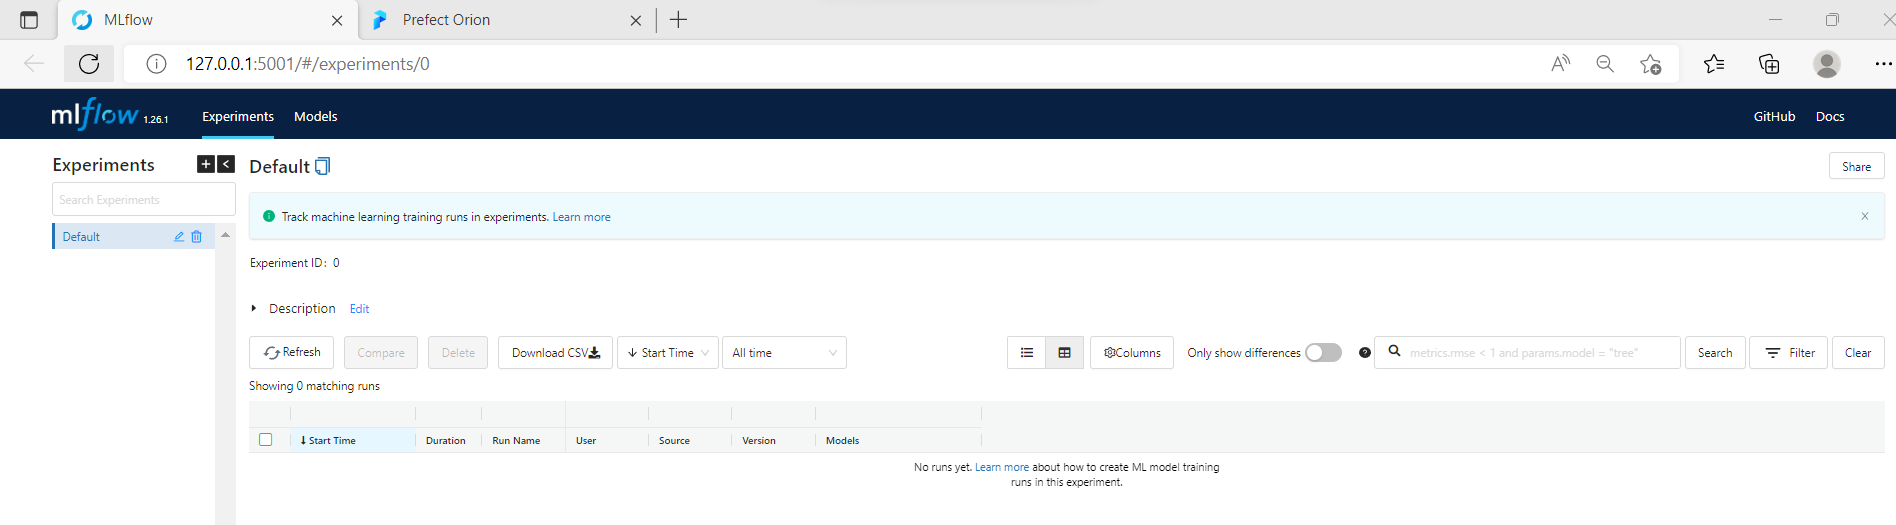 MLflow
Prefect Orion
127.0.0.1:5001/#/experiments/0
mlflow 1.26.1 Experiments Models GitHub Docs
Experiments
Default
Share
Search Experiments
Track machine learning training runs in experiments. Learn more
Default
Experiment ID: 0
Description Edit
Refresh Compare Delete Download CSV Start Time All time Columns Only show differences metrics.rmse < 1 and params.model = "tree" Search Filter Clear
Showing 0 matching runs
Start Time Duration Run Name User Source Version Models
No runs yet. Learn more about how to create ML model training
runs in this experiment.